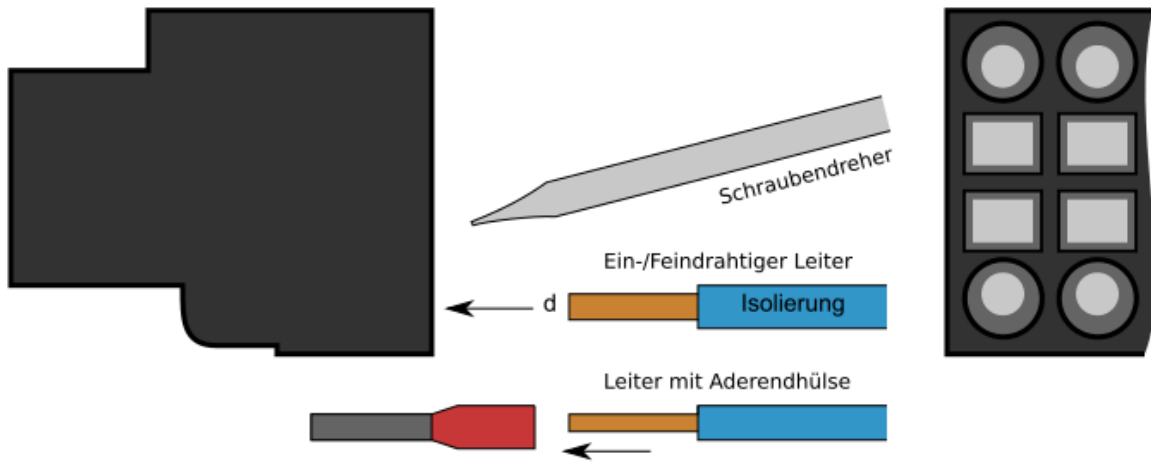 Schraubendreher
Ein-/Feindrahtiger Leiter
d
Isolierung
Leiter mit Aderendhülse